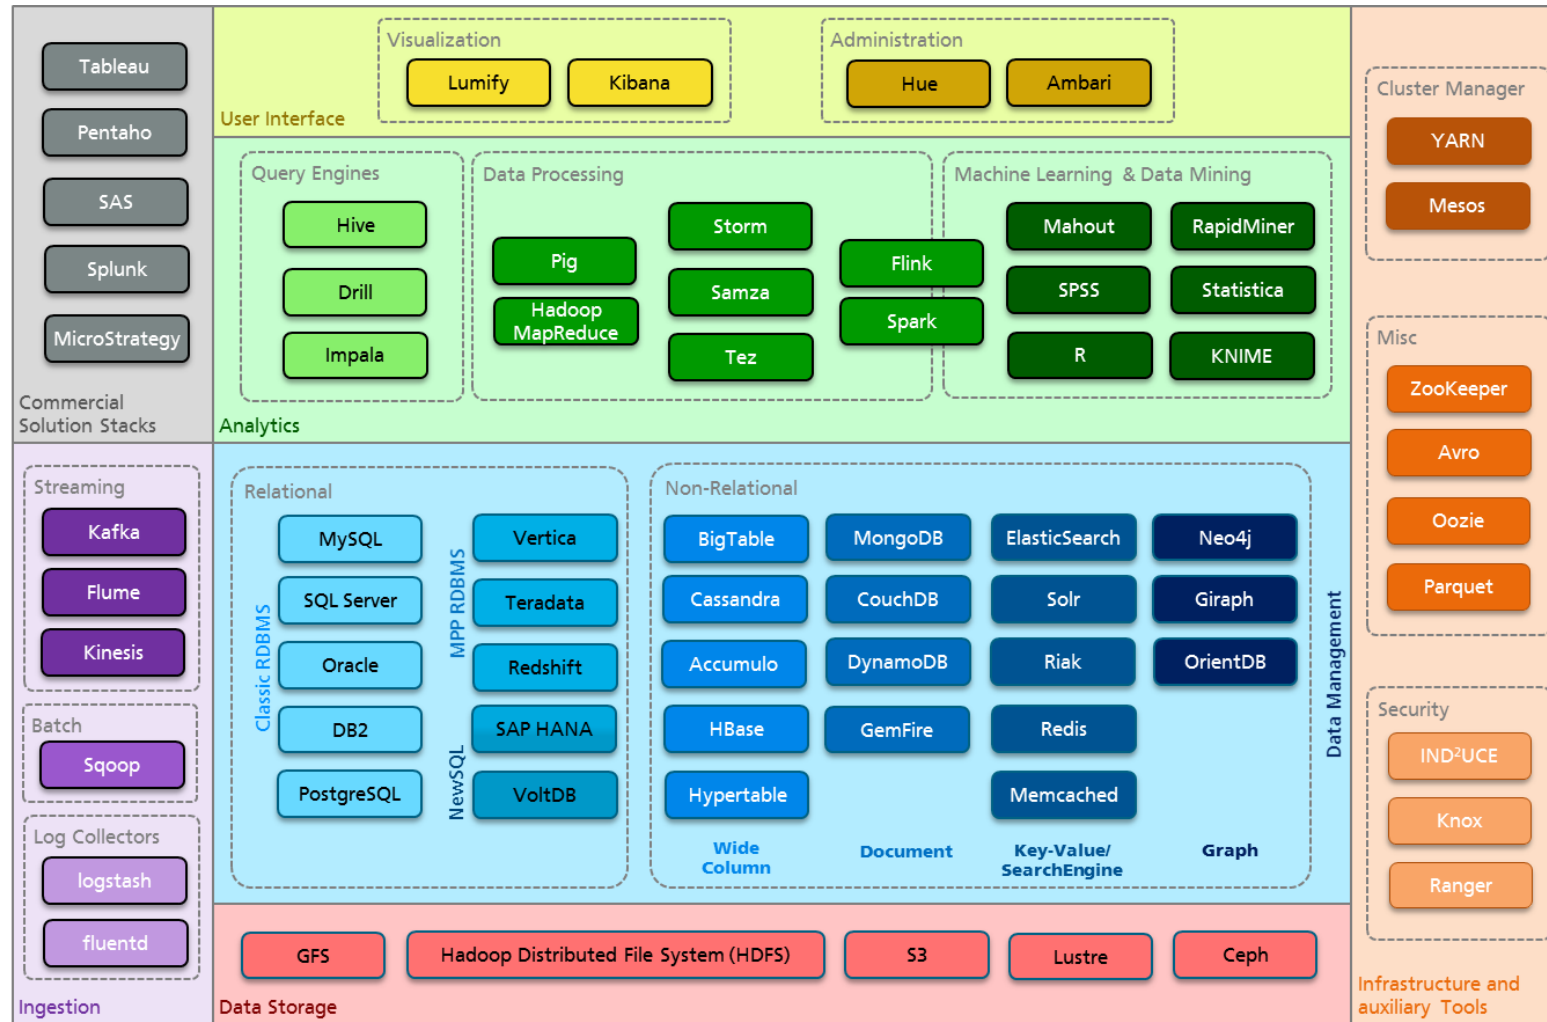 Tableau
Pentaho
SAS
Splunk
MicroStrategy
Commercial
Solution Stacks
Visualization
Lumify
Kibana
Administration
Hue
Ambari
User Interface
Query Engines
Hive
Drill
Impala
Data Processing
Pig
Hadoop
MapReduce
Storm
Samza
Tez
Flink
Spark
Machine Learning & Data Mining
Mahout
RapidMiner
SPSS
Statistica
R
KNIME
Analytics
Streaming
Kafka
Flume
Kinesis
Batch
Sqoop
Log Collectors
logstash
fluentd
Ingestion
Relational
Classic RDBMS
MySQL
SQL Server
Oracle
DB2
PostgreSQL
MPP RDBMS
Vertica
Teradata
Redshift
NewSQL
SAP HANA
VoltDB
Non-Relational
BigTable
Cassandra
Accumulo
HBase
Hypertable
Wide
Column
MongoDB
CouchDB
DynamoDB
GemFire
Document
ElasticSearch
Solr
Riak
Redis
Memcached
Key-Value/
SearchEngine
Neo4j
Giraph
OrientDB
Graph
Data Management
GFS
Hadoop Distributed File System (HDFS)
S3
Lustre
Ceph
Data Storage
Cluster Manager
YARN
Mesos
Misc
ZooKeeper
Avro
Oozie
Parquet
Security
IND²UCE
Knox
Ranger
Infrastructure and
auxiliary Tools